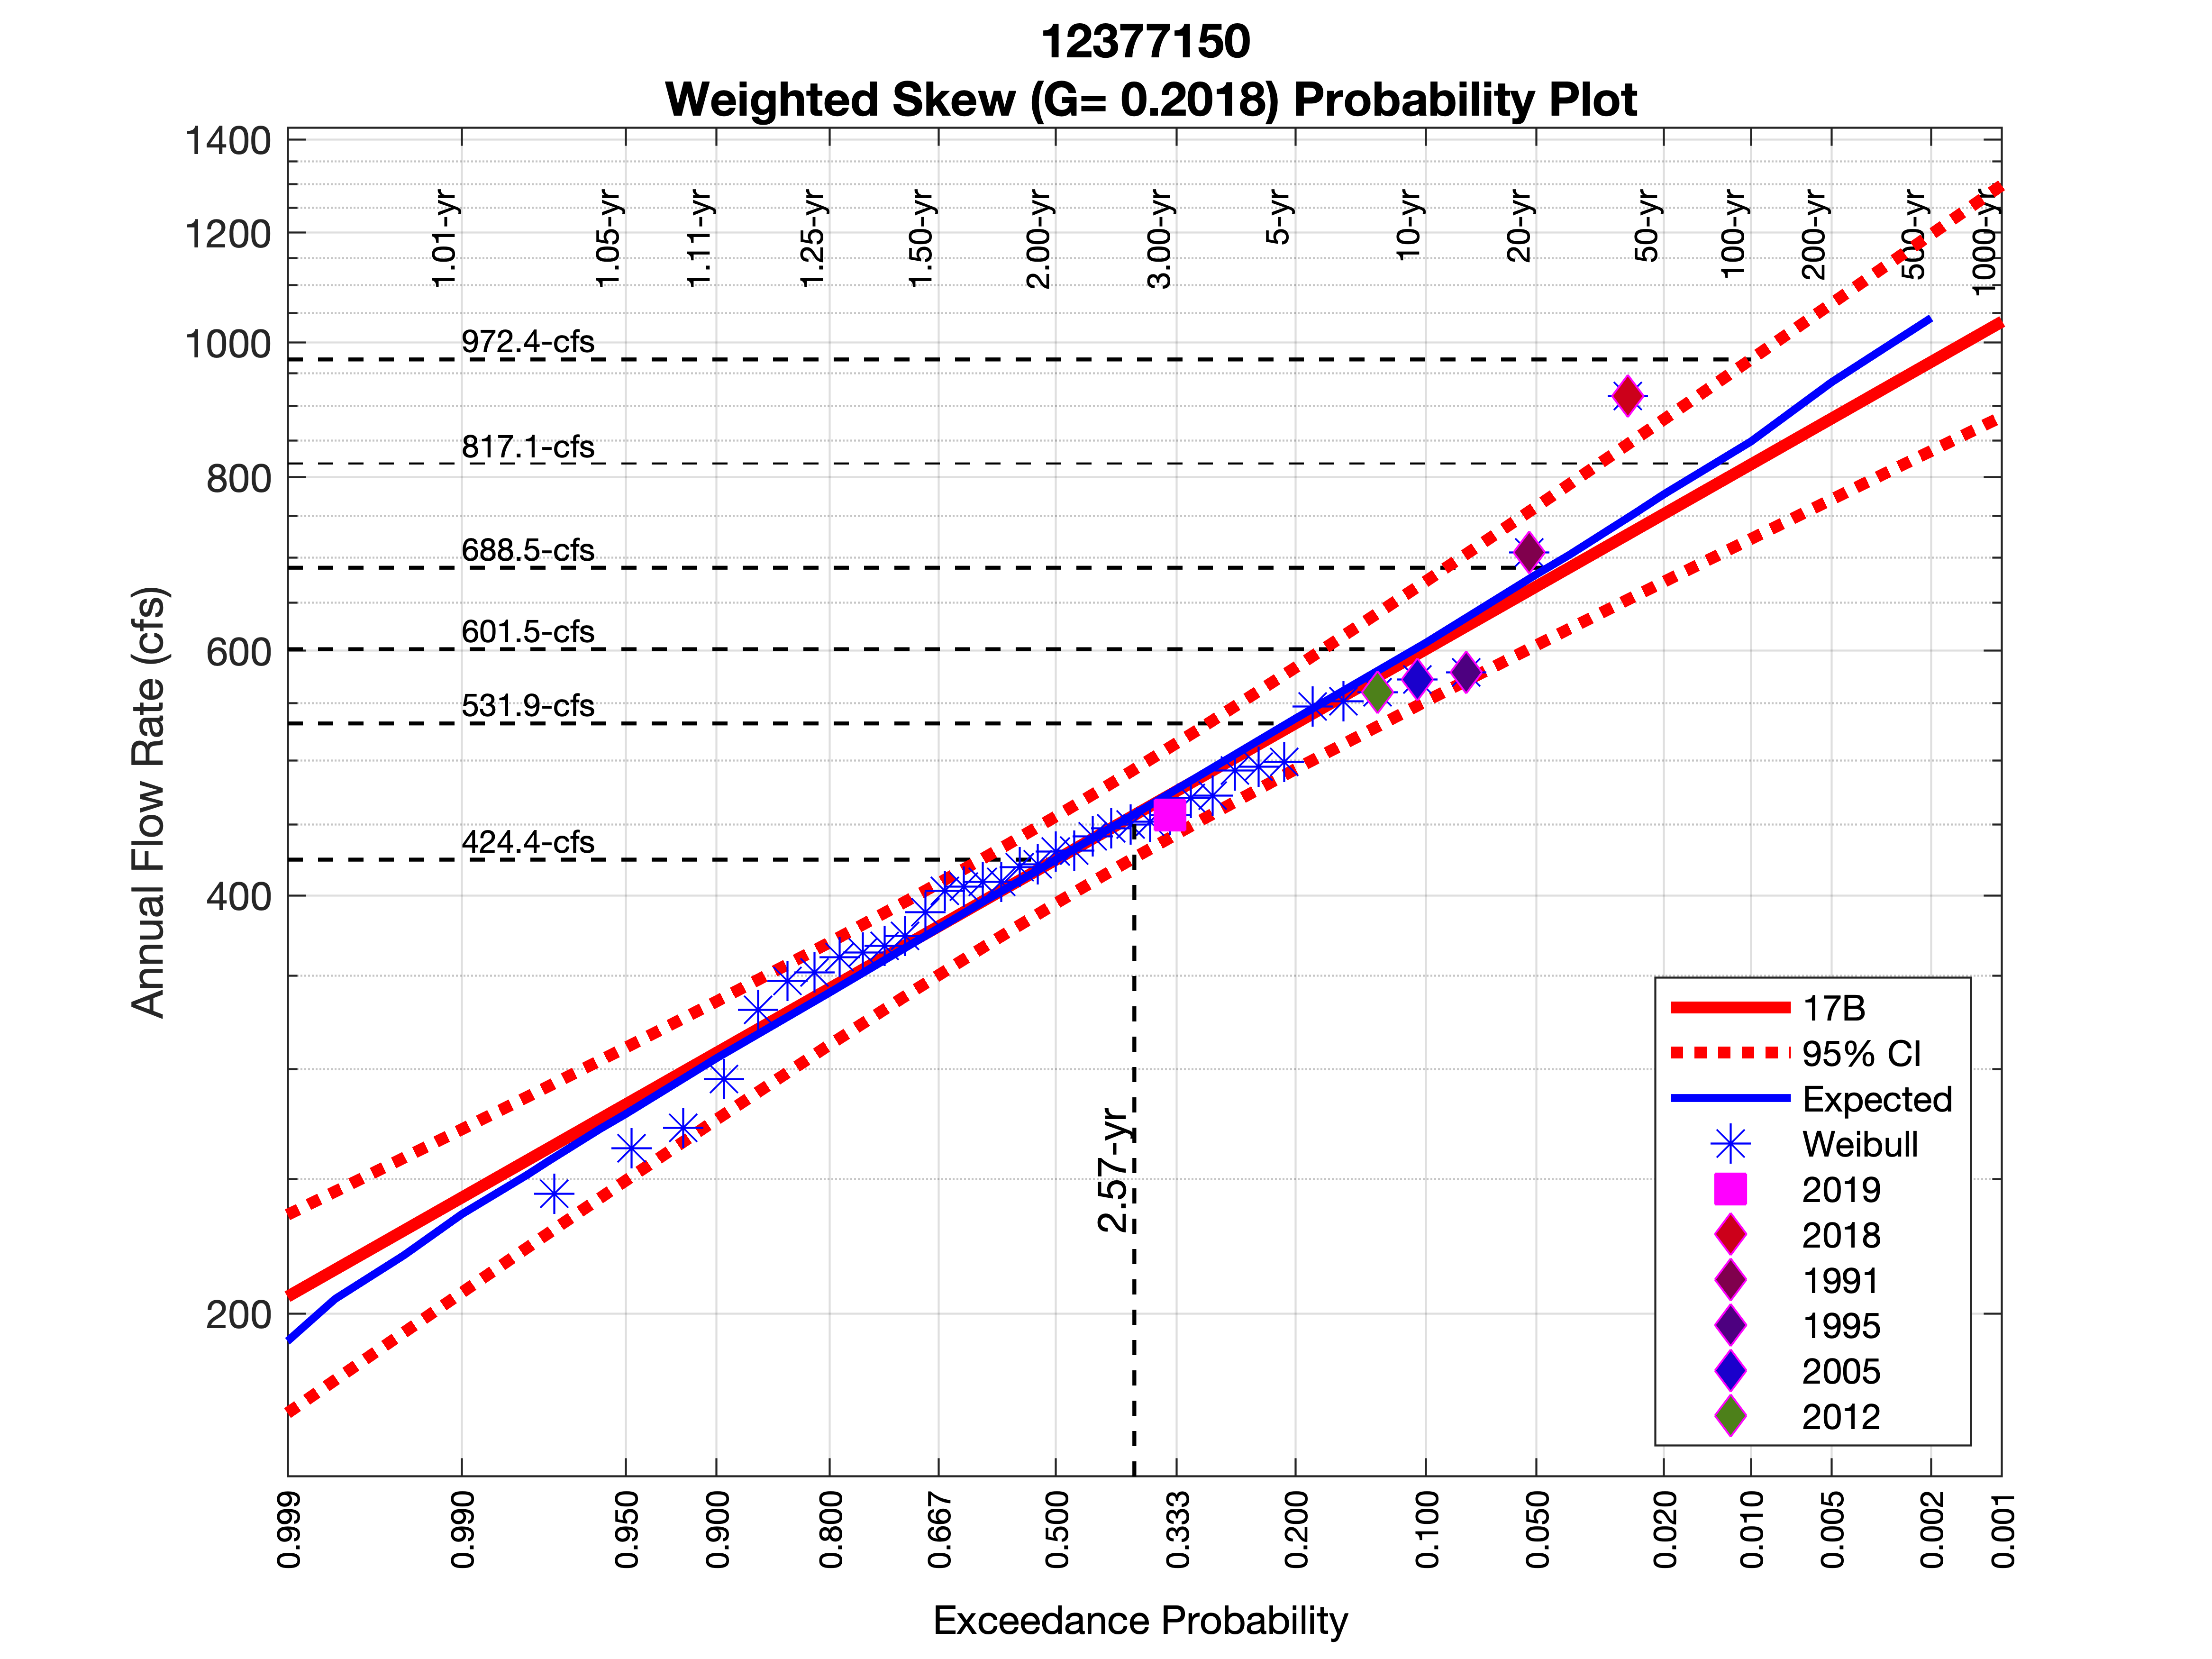 12377150
Weighted Skew (G= 0.2018) Probability Plot
1400
1200
1000
800
600
400
200
Annual Flow Rate (cfs)
1.01-yr
1.05-yr
1.11-yr
1.25-yr
1.50-yr
2.00-yr
3.00-yr
5-yr
10-yr
20-yr
50-yr
100-yr
200-yr
500-yr
1000-yr
972.4-cfs
817.1-cfs
688.5-cfs
601.5-cfs
531.9-cfs
424.4-cfs
2.57-yr
17B
95% CI
Expected
Weibull
2019
2018
1991
1995
2005
2012
0.999
0.990
0.950
0.900
0.800
0.667
0.500
0.333
0.200
0.100
0.050
0.020
0.010
0.005
0.002
0.001
Exceedance Probability